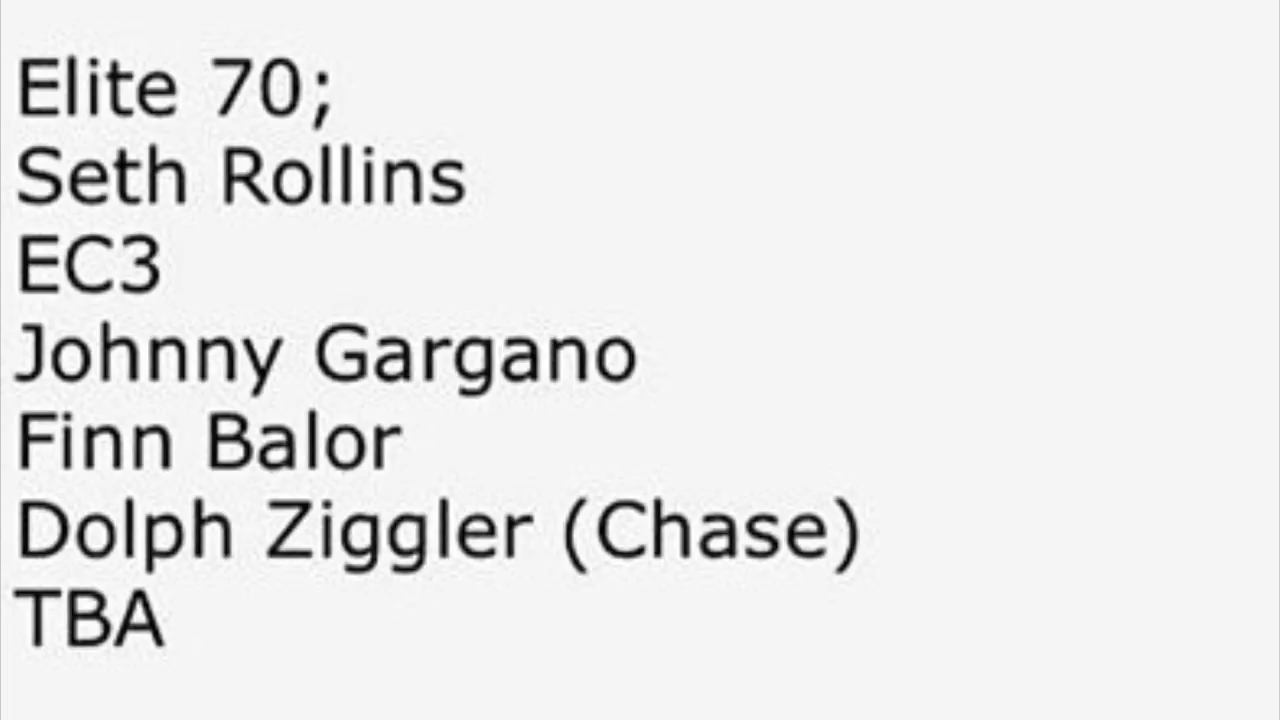 Elite 70;
Seth Rollins
EC3
Johnny Gargano
Finn Balor
Dolph Ziggler (Chase)
TBA